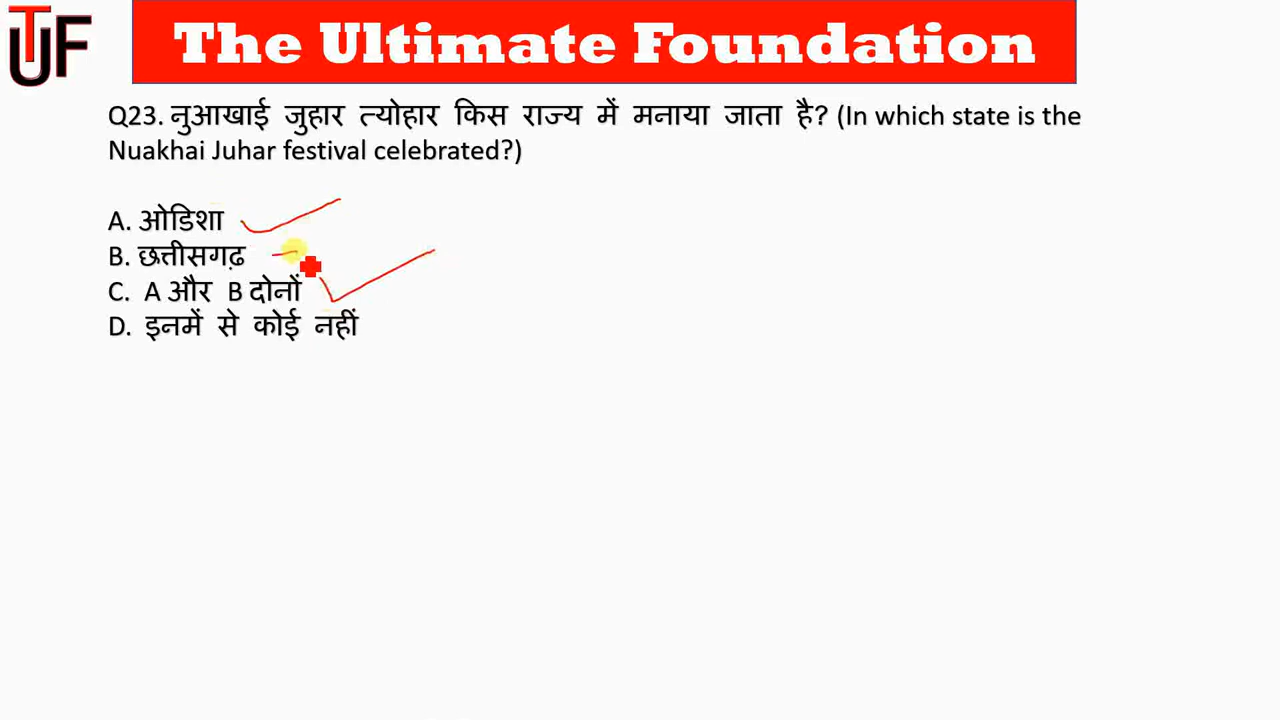 TUF
The Ultimate Foundation
Q23. नुआखाई जुहार त्योहार किस राज्य में मनाया जाता है? (In which state is the
Nuakhai Juhar festival celebrated?)
A. ओडिशा
B. छत्तीसगढ़
C. A और B दोनों
D. इनमें से कोई नहीं